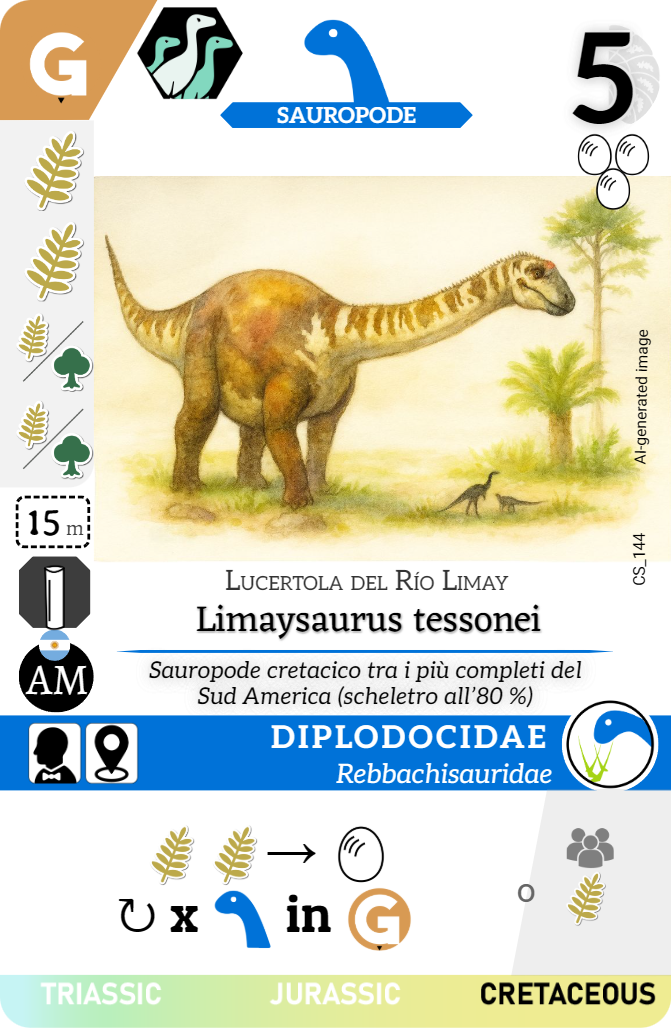 G
SAUROPODE
5
15 m
AM
AI-generated image
CS_144
Lucertola del Río Limay
Limaysaurus tessonei
Sauropode cretacico tra i più completi del
Sud America (scheletro all'80 %)
DIPLODOCIDAE
Rebbachisauridae
→
↻ x in G
o
TRIASSIC JURASSIC CRETACEOUS